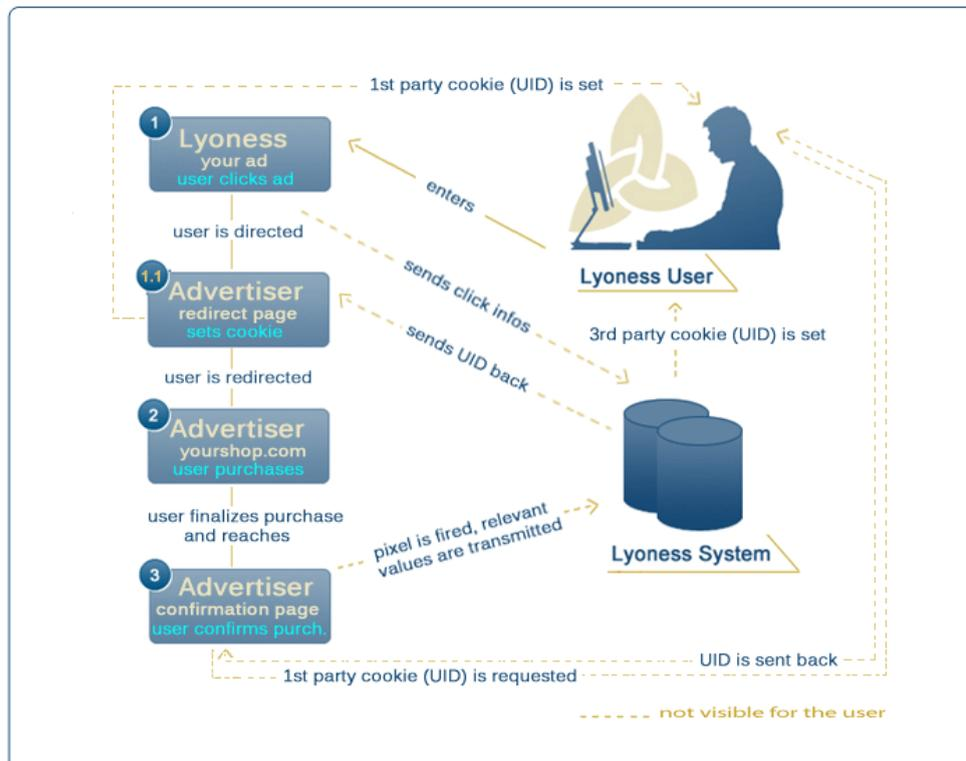 1st party cookie (UID) is set
1
Lyoness
your ad
user clicks ad
enters
user is directed
Lyoness User
sends click infos
1.1
Advertiser
redirect page
sets cookie
sends UID back
3rd party cookie (UID) is set
user is redirected
2
Advertiser
yourshop.com
user purchases
user finalizes purchase
and reaches
pixel is fired, relevant
values are transmitted
Lyoness System
3
Advertiser
confirmation page
user confirms purch.
UID is sent back
1st party cookie (UID) is requested
not visible for the user